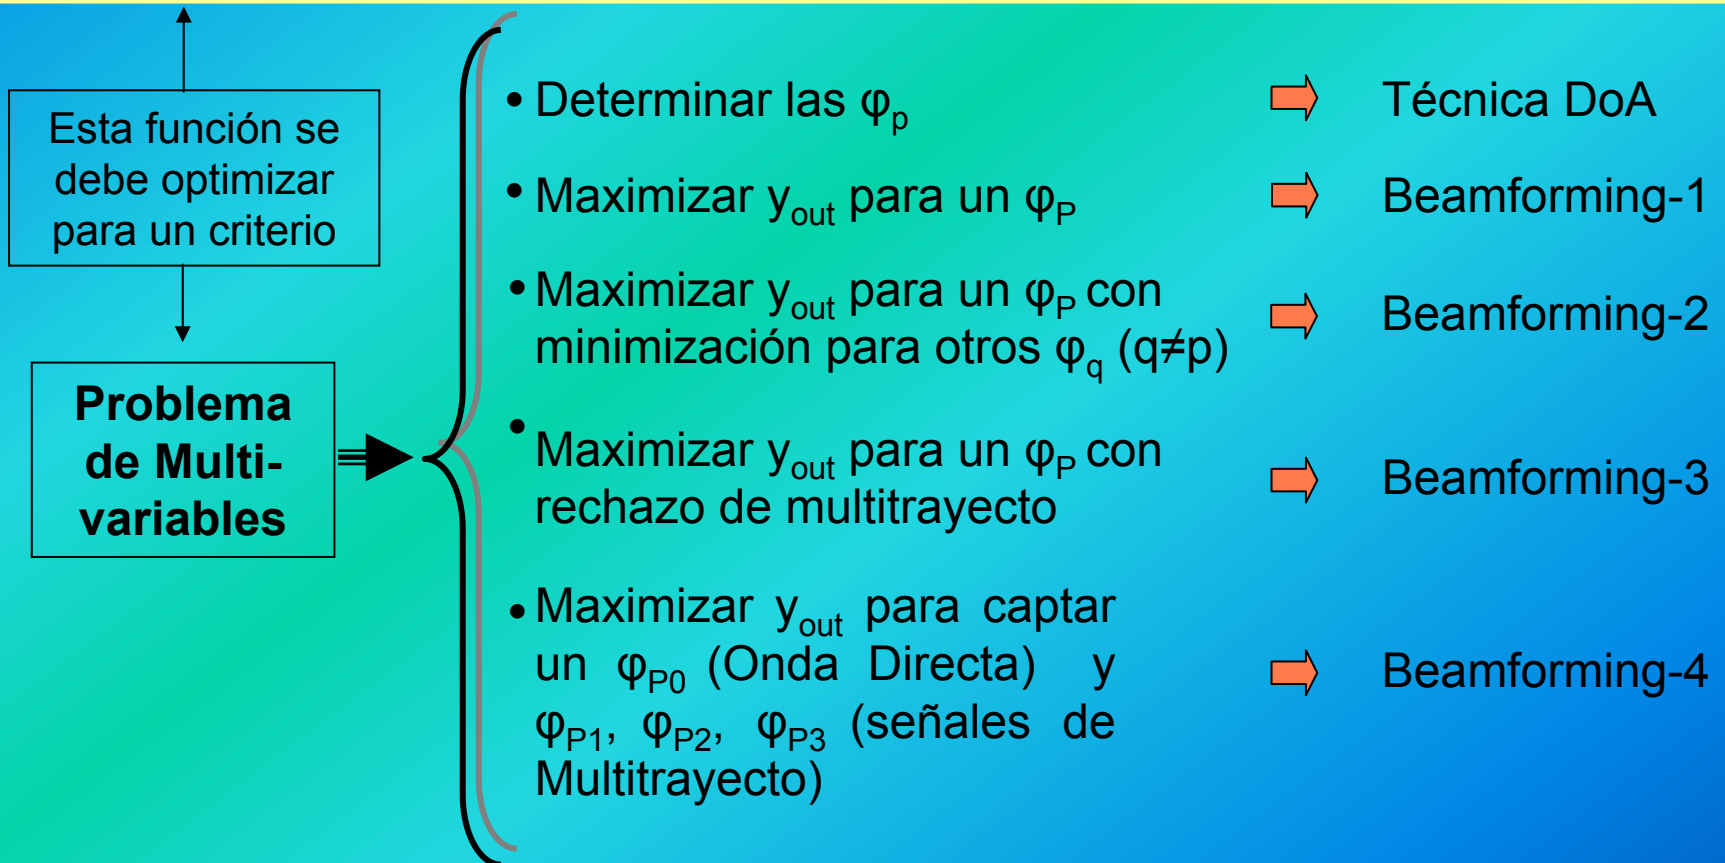 Esta función se
debe optimizar
para un criterio
Problema
de Multi-
variables
• Determinar las φp
Técnica DoA
• Maximizar yout para un φP
Beamforming-1
• Maximizar yout para un φP con
minimización para otros φq (q≠p)
Beamforming-2
• Maximizar yout para un φP con
rechazo de multitrayecto
Beamforming-3
• Maximizar yout para captar
un φP0 (Onda Directa) y
φP1, φP2, φP3 (señales de
Multitrayecto)
Beamforming-4